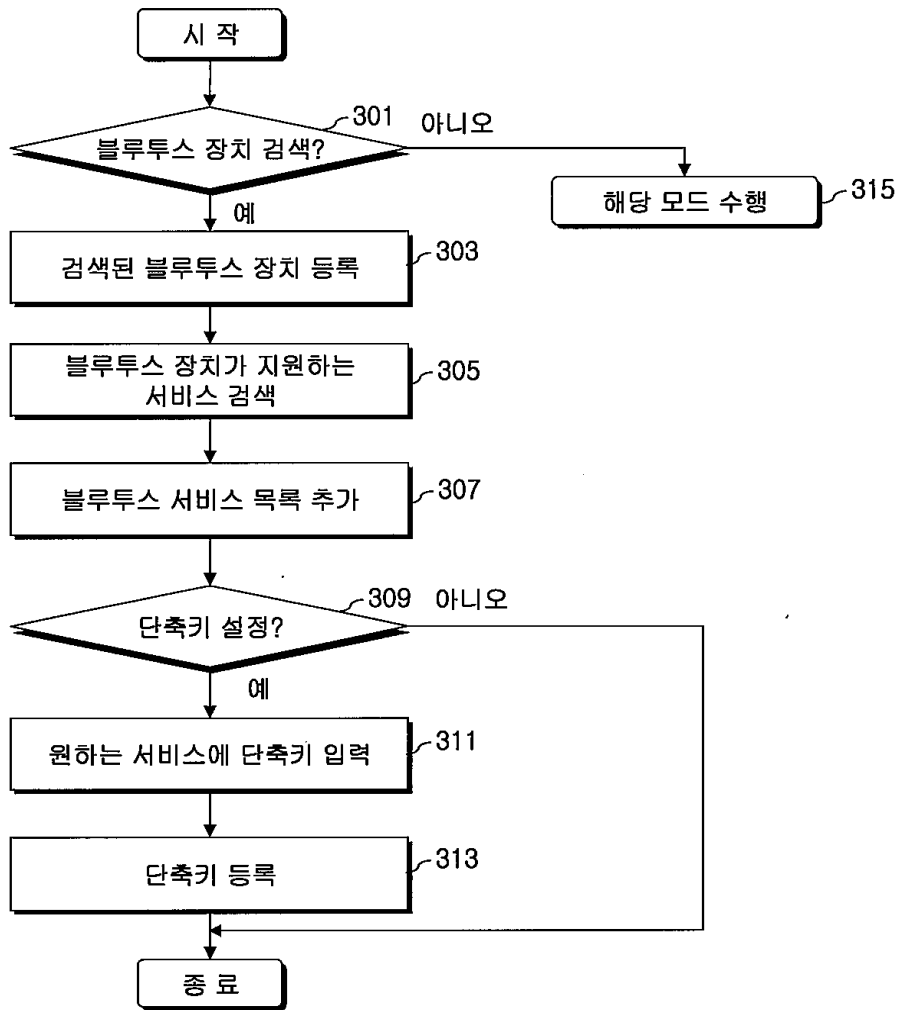 시 작
301
아니오
블루투스 장치 검색?
예
해당 모드 수행
315
검색된 블루투스 장치 등록
303
블루투스 장치가 지원하는
서비스 검색
305
불루투스 서비스 목록 추가
307
309
아니오
단축키 설정?
예
원하는 서비스에 단축키 입력
311
단축키 등록
313
종 료